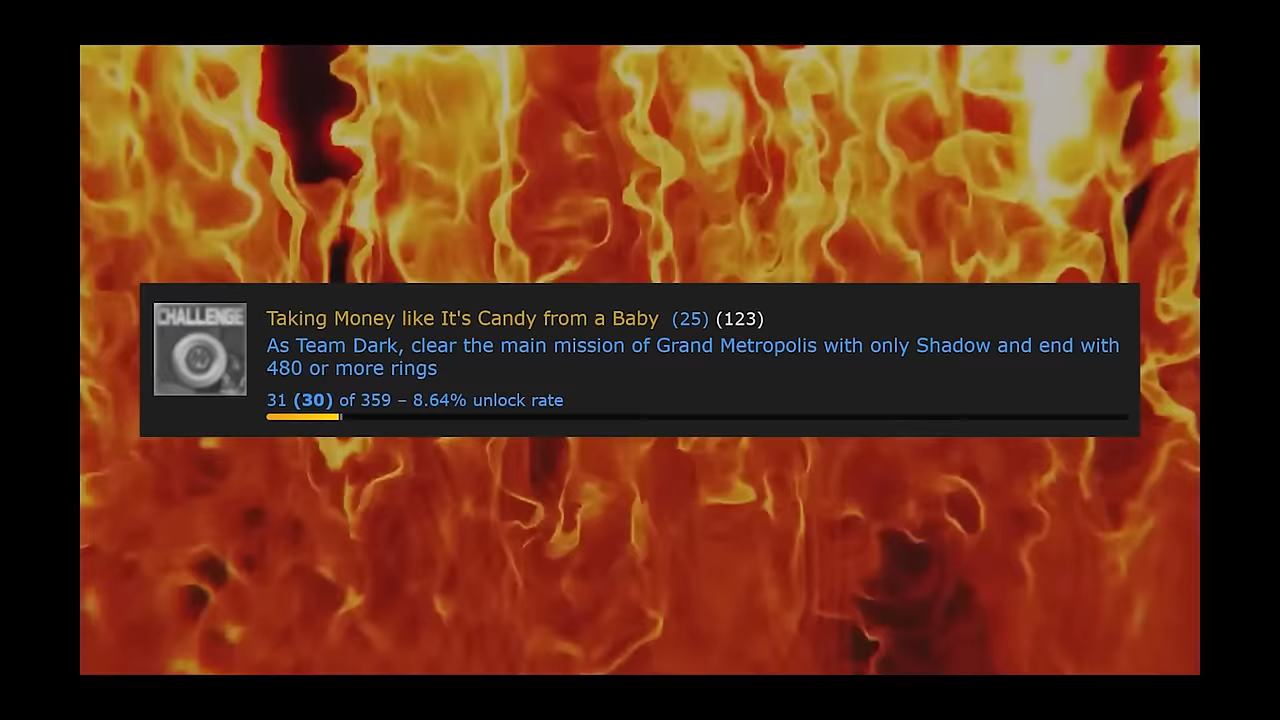 CHALLENGE
Taking Money like It's Candy from a Baby (25) (123)
As Team Dark, clear the main mission of Grand Metropolis with only Shadow and end with
480 or more rings
31 (30) of 359 – 8.64% unlock rate